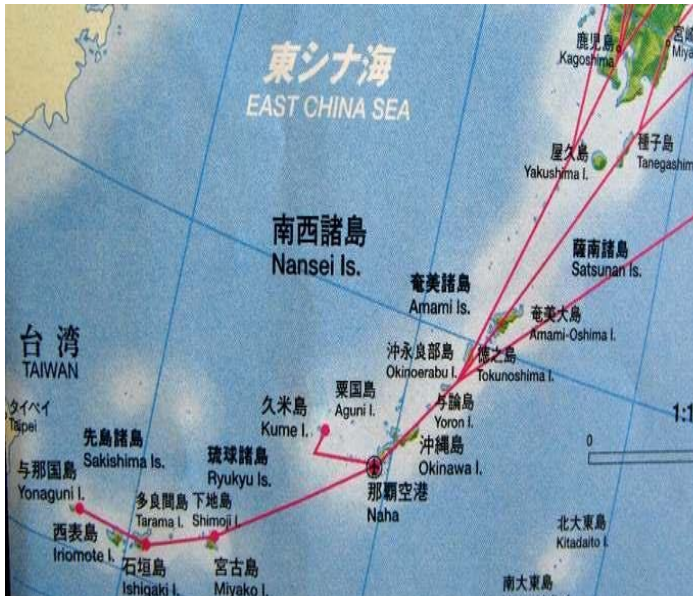 東シナ海
EAST CHINA SEA
鹿児島
Kagoshima
屋久島
Yakushima I.
種子島
南西諸島
Nansei Is.
薩南諸島
Satsunan Is.
奄美諸島
Amami Is.
奄美大島
Amami-Oshima I.
台湾
TAIWAN
沖永良部島
Okinoerabu I.
徳之島
Tokunoshima I.
粟国島
Aguni I.
与論島
Yoron I.
久米島
Kume I.
タイペイ
Taipei
先島諸島
Sakishima Is.
琉球諸島
Ryukyu Is.
沖縄島
Okinawa I.
0
与那国島
Yonaguni I.
那覇空港
Naha
多良間島
Tarama I.
下地島
Shimoji I.
西表島
Iriomote I.
石垣島
Ishigaki I.
宮古島
Miyako I.
北大東島
Kitadaito I.
南大東島